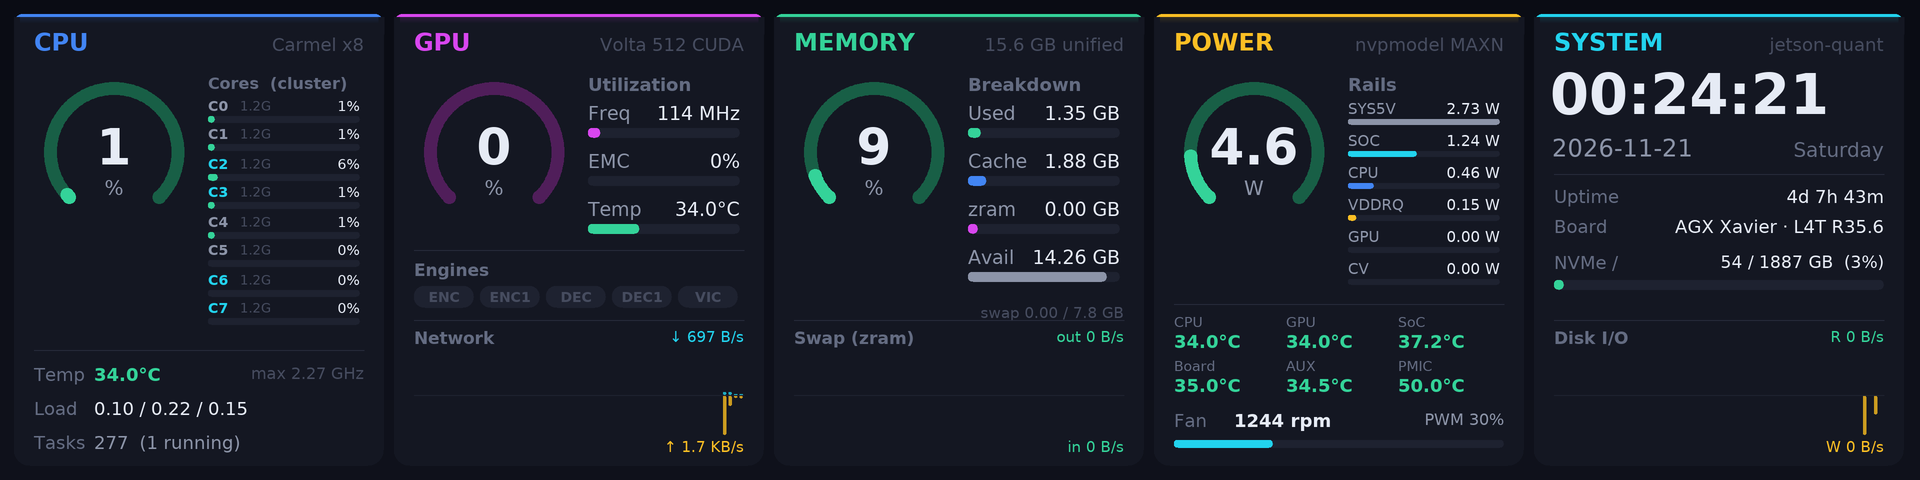 CPU Carmel x8
Cores (cluster)
C0 1.2G 1%
C1 1.2G 1%
C2 1.2G 6%
C3 1.2G 1%
C4 1.2G 1%
C5 1.2G 0%
C6 1.2G 0%
C7 1.2G 0%
1
%
Temp 34.0°C max 2.27 GHz
Load 0.10 / 0.22 / 0.15
Tasks 277 (1 running)
GPU Volta 512 CUDA
0
%
Utilization
Freq 114 MHz
EMC 0%
Temp 34.0°C
Engines
ENC ENC1 DEC DEC1 VIC
Network ↓ 697 B/s
↑ 1.7 KB/s
MEMORY 15.6 GB unified
9
%
Breakdown
Used 1.35 GB
Cache 1.88 GB
zram 0.00 GB
Avail 14.26 GB
swap 0.00 / 7.8 GB
Swap (zram) out 0 B/s
in 0 B/s
POWER nvpmodel MAXN
4.6
W
Rails
SYS5V 2.73 W
SOC 1.24 W
CPU 0.46 W
VDDRQ 0.15 W
GPU 0.00 W
CV 0.00 W
CPU GPU SoC
34.0°C 34.0°C 37.2°C
Board AUX PMIC
35.0°C 34.5°C 50.0°C
Fan 1244 rpm PWM 30%
SYSTEM jetson-quant
00:24:21
2026-11-21 Saturday
Uptime 4d 7h 43m
Board AGX Xavier · L4T R35.6
NVMe / 54 / 1887 GB (3%)
Disk I/O R 0 B/s
W 0 B/s